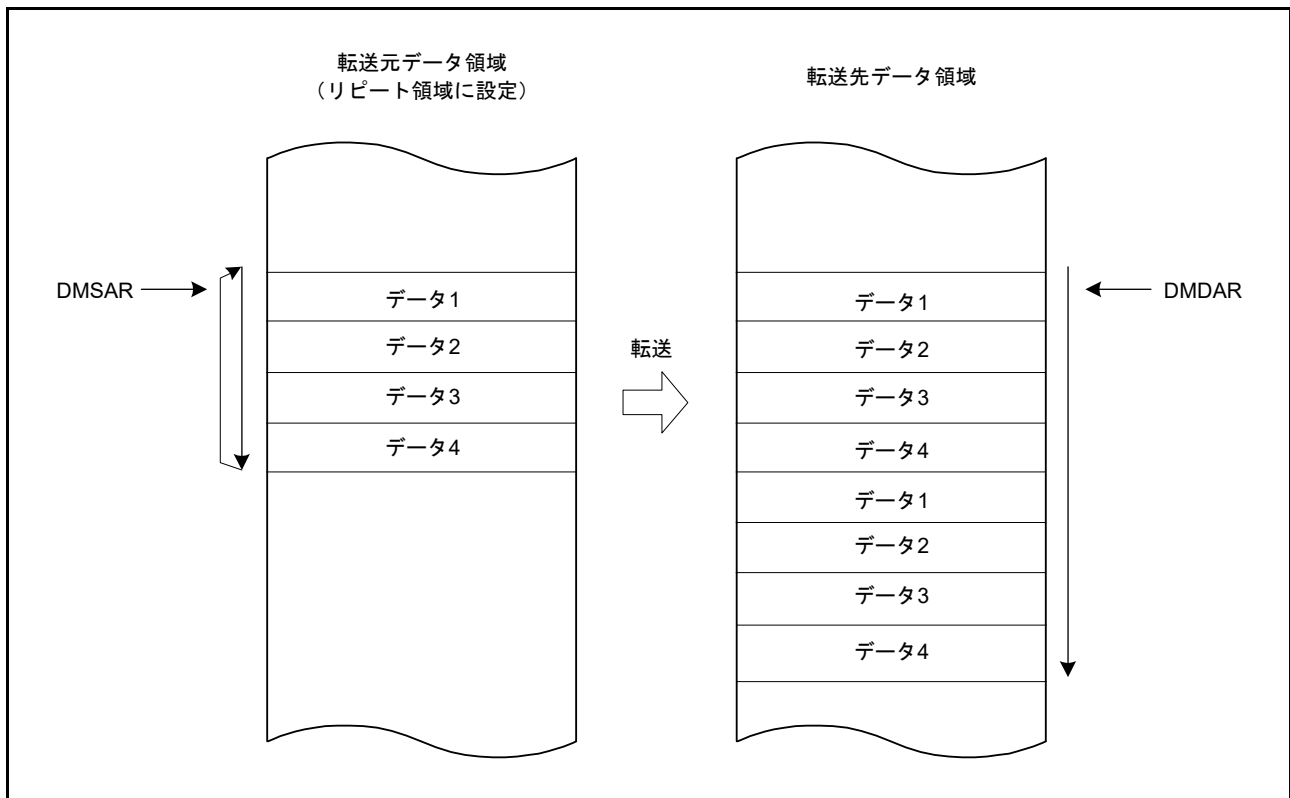 転送元データ領域
（リピート領域に設定）
転送先データ領域
DMSAR
データ1
データ2
データ3
データ4
転送
DMDAR
データ1
データ2
データ3
データ4
データ1
データ2
データ3
データ4